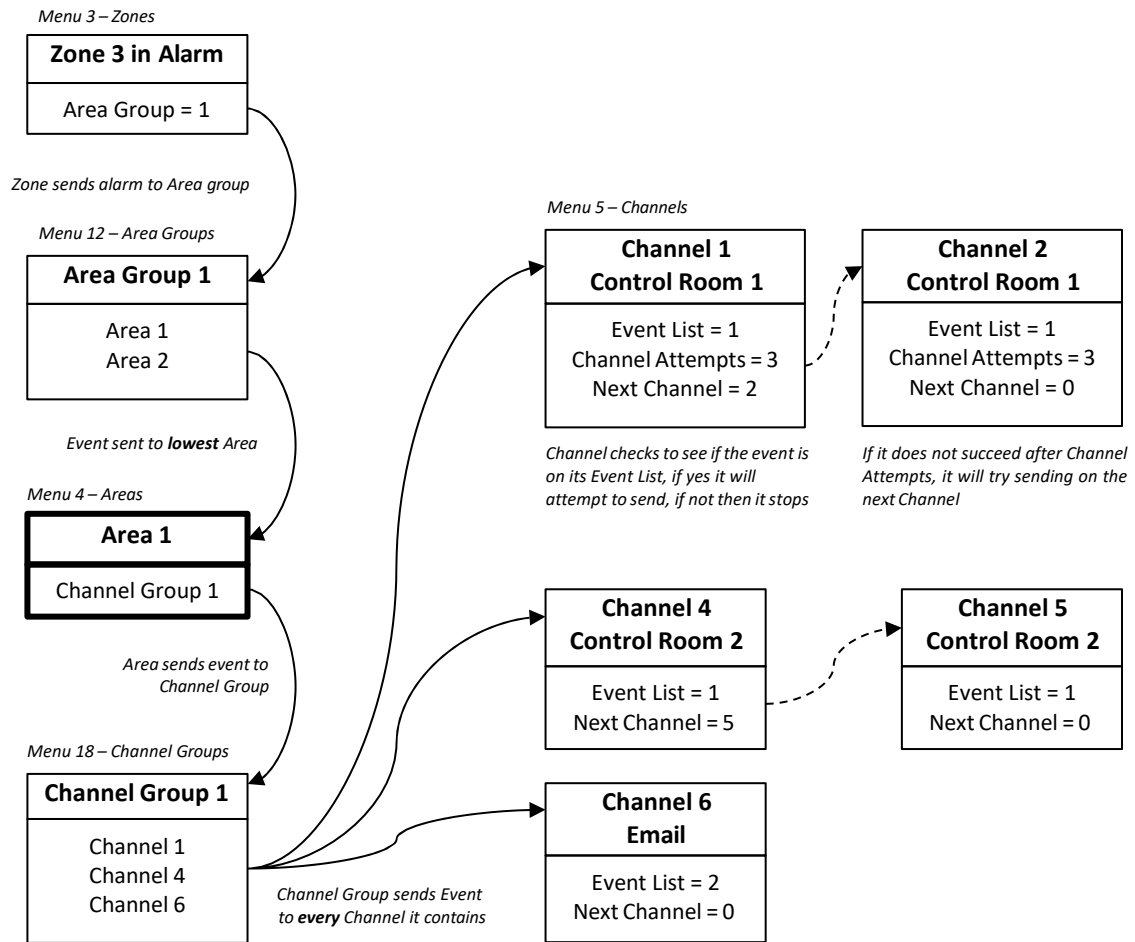 Menu 3 – Zones
Zone 3 in Alarm
Area Group = 1
Zone sends alarm to Area group
Menu 12 – Area Groups
Area Group 1
Area 1
Area 2
Event sent to lowest Area
Menu 4 – Areas
Area 1
Channel Group 1
Area sends event to
Channel Group
Menu 18 – Channel Groups
Channel Group 1
Channel 1
Channel 4
Channel 6
Channel Group sends Event
to every Channel it contains
Menu 5 – Channels
Channel 1
Control Room 1
Event List = 1
Channel Attempts = 3
Next Channel = 2
Channel checks to see if the event is
on its Event List, if yes it will
attempt to send, if not then it stops
Channel 2
Control Room 1
Event List = 1
Channel Attempts = 3
Next Channel = 0
If it does not succeed after Channel
Attempts, it will try sending on the
next Channel
Channel 4
Control Room 2
Event List = 1
Next Channel = 5
Channel 5
Control Room 2
Event List = 1
Next Channel = 0
Channel 6
Email
Event List = 2
Next Channel = 0